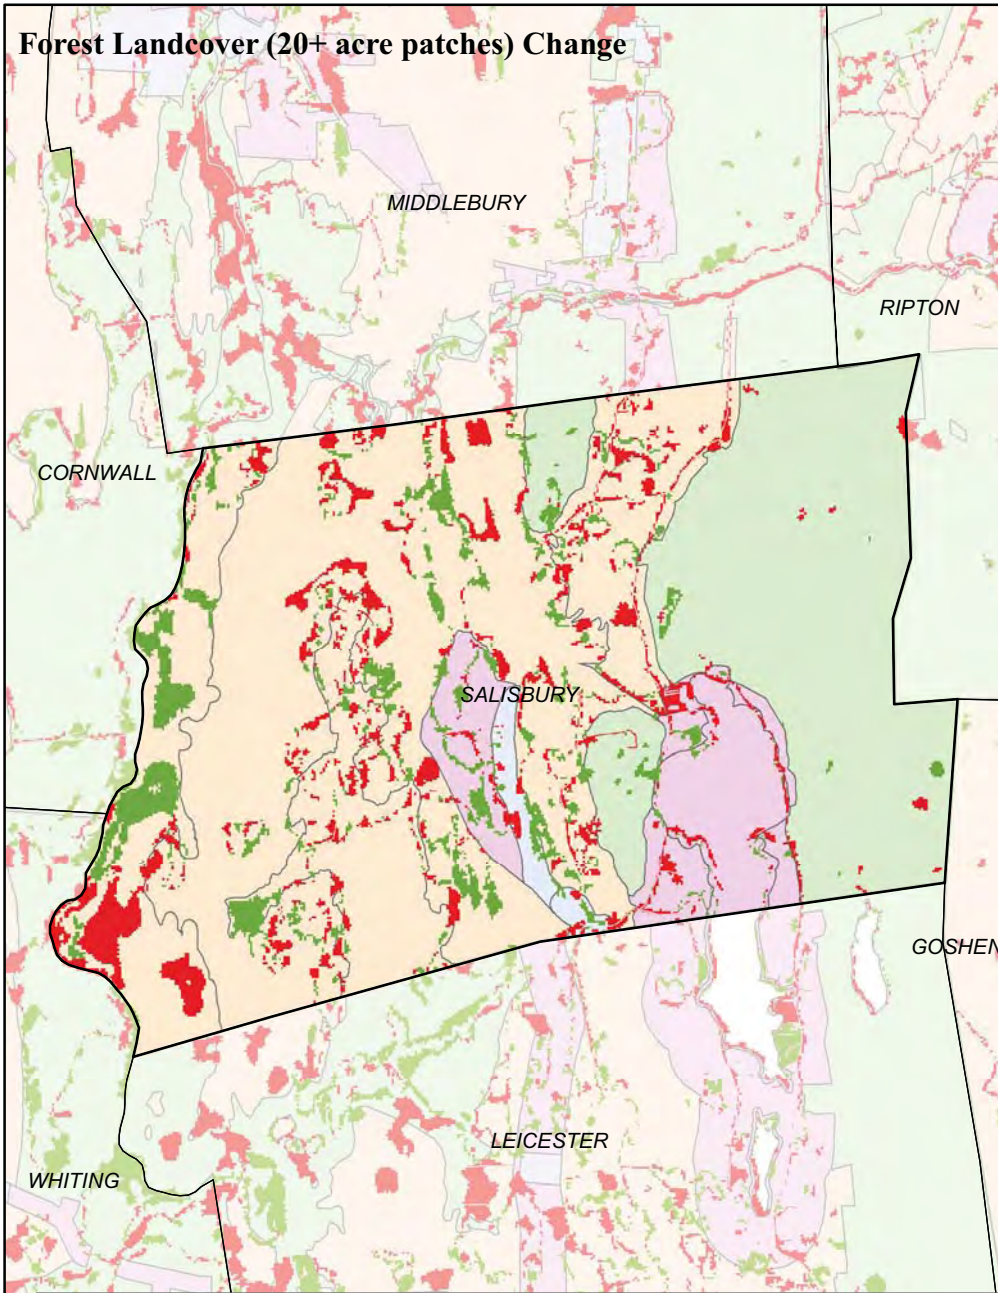 Forest Landcover (20+ acre patches) Change
MIDDLEBURY
RIPTON
CORNWALL
SALISBURY
GOSHEN
LEICESTER
WHITING